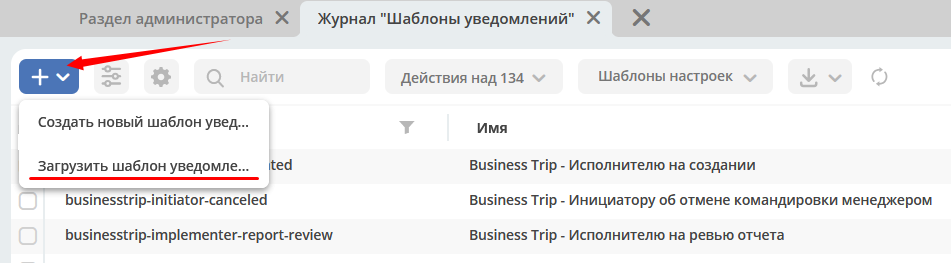 Раздел администратора
Журнал "Шаблоны уведомлений"
Найти
Действия над 134
Шаблоны настроек
Создать новый шаблон увед...
Загрузить шаблон уведомле...
Имя
Business Trip - Исполнителю на создании
businesstrip-initiator-canceled
Business Trip - Инициатору об отмене командировки менеджером
businesstrip-implementer-report-review
Business Trip - Исполнителю на ревью отчета